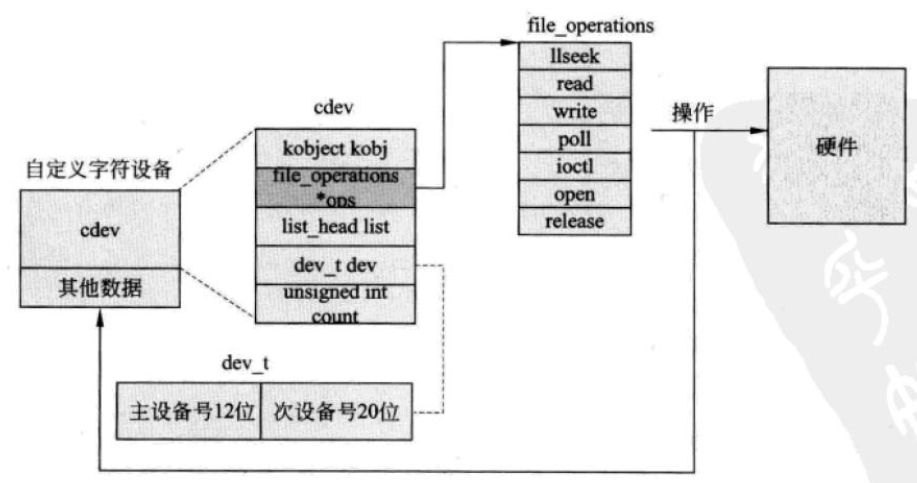 file_operations
llseek
read
write
poll
ioctl
open
release
操作
硬件
cdev
kobject kobj
file_operations
*ops
list_head list
dev_t dev
unsigned int
count
自定义字符设备
cdev
其他数据
dev_t
主设备号12位
次设备号20位